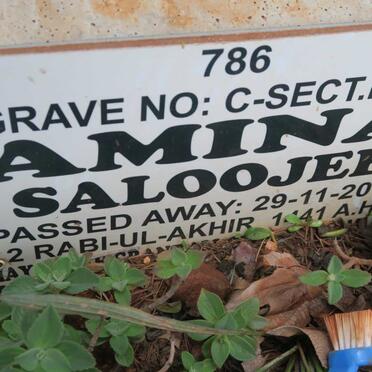 786
GRAVE NO: C-SECT.
AMINA
SALOOJEE
PASSED AWAY: 29-11-20
2 RABI-UL-AKHIR 1441 A.H